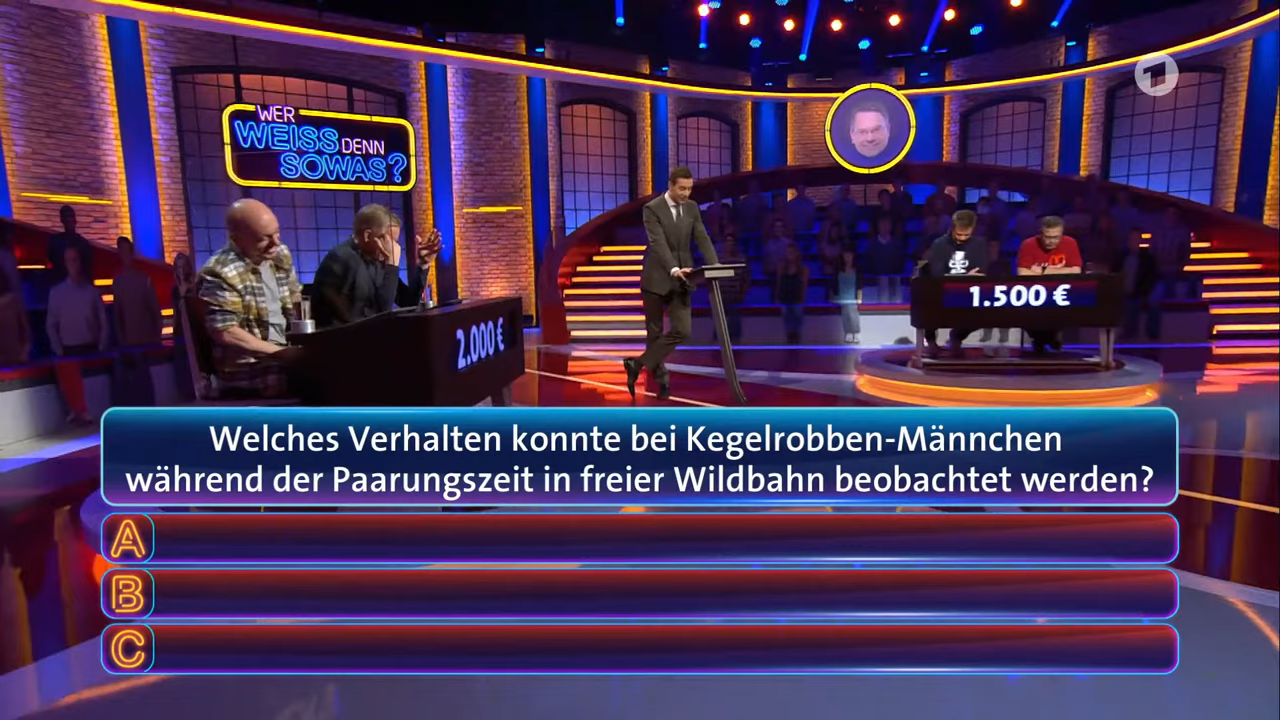 WER
WEISS DENN
SOWAS?
1
2.000 €
1.500 €
Welches Verhalten konnte bei Kegelrobben-Männchen
während der Paarungszeit in freier Wildbahn beobachtet werden?
A
B
C